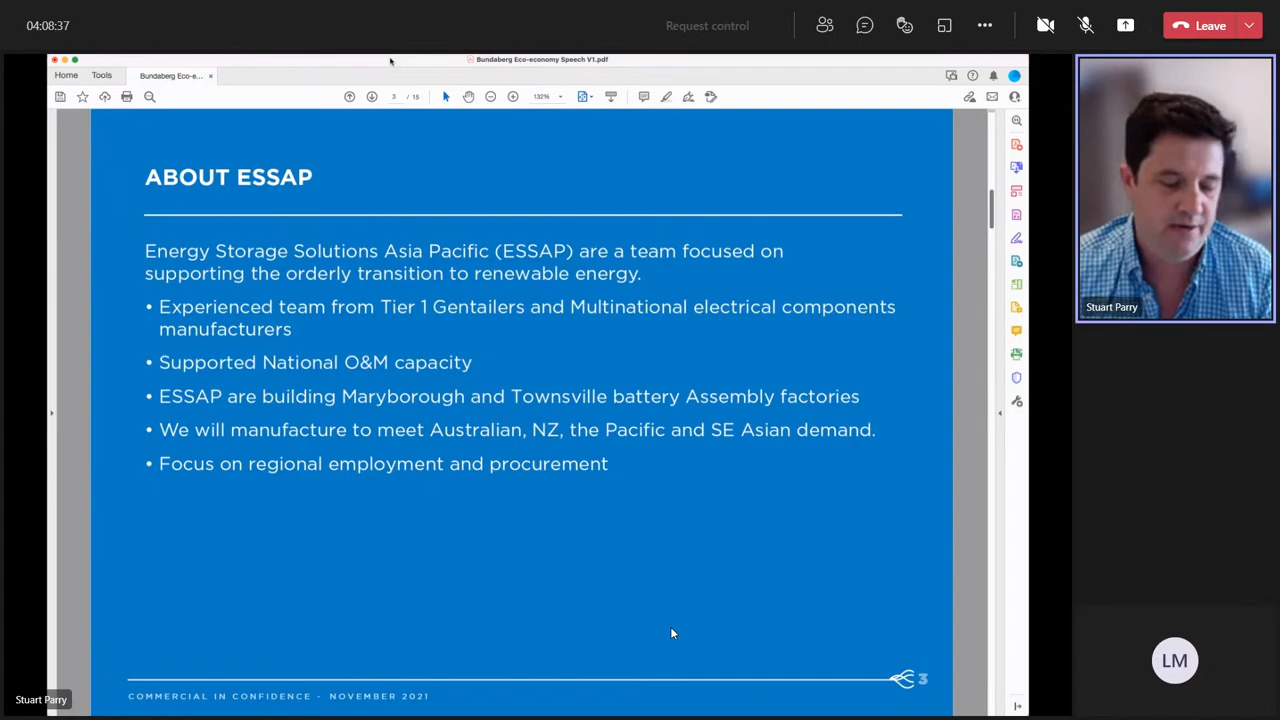 04:08:37
Request control
Leave
Bundaberg Eco-economy Speech V1.pdf
Home
Tools
Bundaberg Eco-e...
3 / 15
132%
ABOUT ESSAP
Energy Storage Solutions Asia Pacific (ESSAP) are a team focused on
supporting the orderly transition to renewable energy.
• Experienced team from Tier 1 Gentailers and Multinational electrical components
manufacturers
• Supported National O&M capacity
• ESSAP are building Maryborough and Townsville battery Assembly factories
• We will manufacture to meet Australian, NZ, the Pacific and SE Asian demand.
• Focus on regional employment and procurement
COMMERCIAL IN CONFIDENCE - NOVEMBER 2021
3
Stuart Parry
Stuart Parry
LM